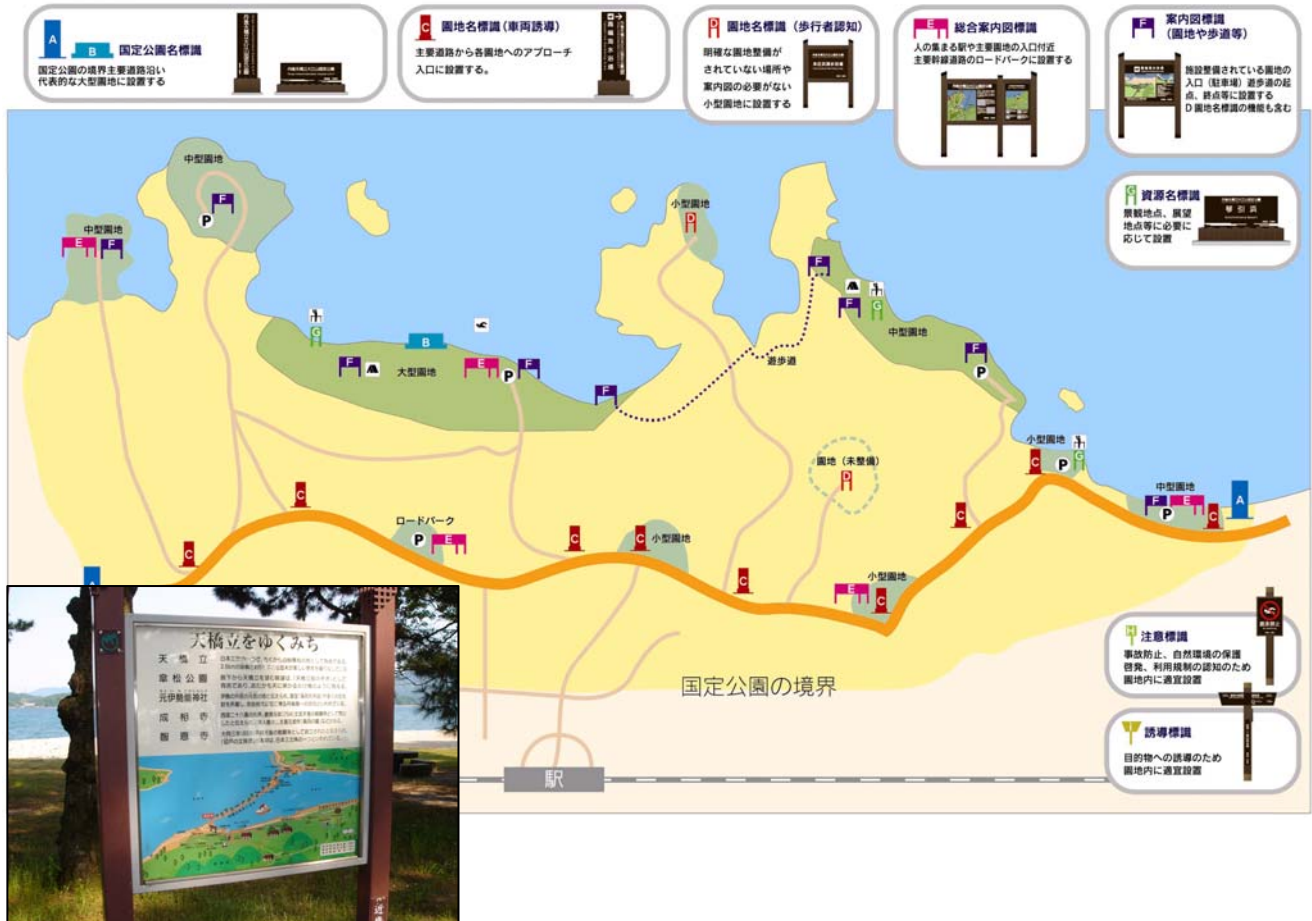 A
B
国定公園名標識
国定公園の境界主要道路沿い
代表的な大型園地に設置する
C
園地名標識(車両誘導)
主要道路から各園地へのアプローチ
入口に設置する。
D
園地名標識(歩行者認知)
明確な園地整備が
されていない場所や
案内図の必要がない
小型園地に設置する
E
総合案内図標識
人の集まる駅や主要園地の入口付近
主要幹線道路のロードパークに設置する
F
案内図標識
(園地や歩道等)
施設整備されている園地の
入口(駐車場)遊歩道の起
点、終点等に設置する
D園地名標識の機能も含む
G
資源名標識
景観地点、展望
地点等に必要に
応じて設置
琴引浜
中型園地
P
F
中型園地
E
F
小型園地
D
G
B
F
大型園地
E
P
F
F
遊歩道
F
F
G
中型園地
F
P
園地(未整備)
D
小型園地
C
P
G
中型園地
F
E
P
C
A
C
C
ロードパーク
P
E
C
C
小型園地
C
C
E
小型園地
C
A
国定公園の境界
駅
H
注意標識
事故防止、自然環境の保護
啓発、利用規制の認知のため
園地内に適宜設置
I
誘導標識
目的物への誘導のため
園地内に適宜設置
天橋立をゆくみち
天橋立
傘松公園
元伊勢籠神社
成相寺
智恩寺